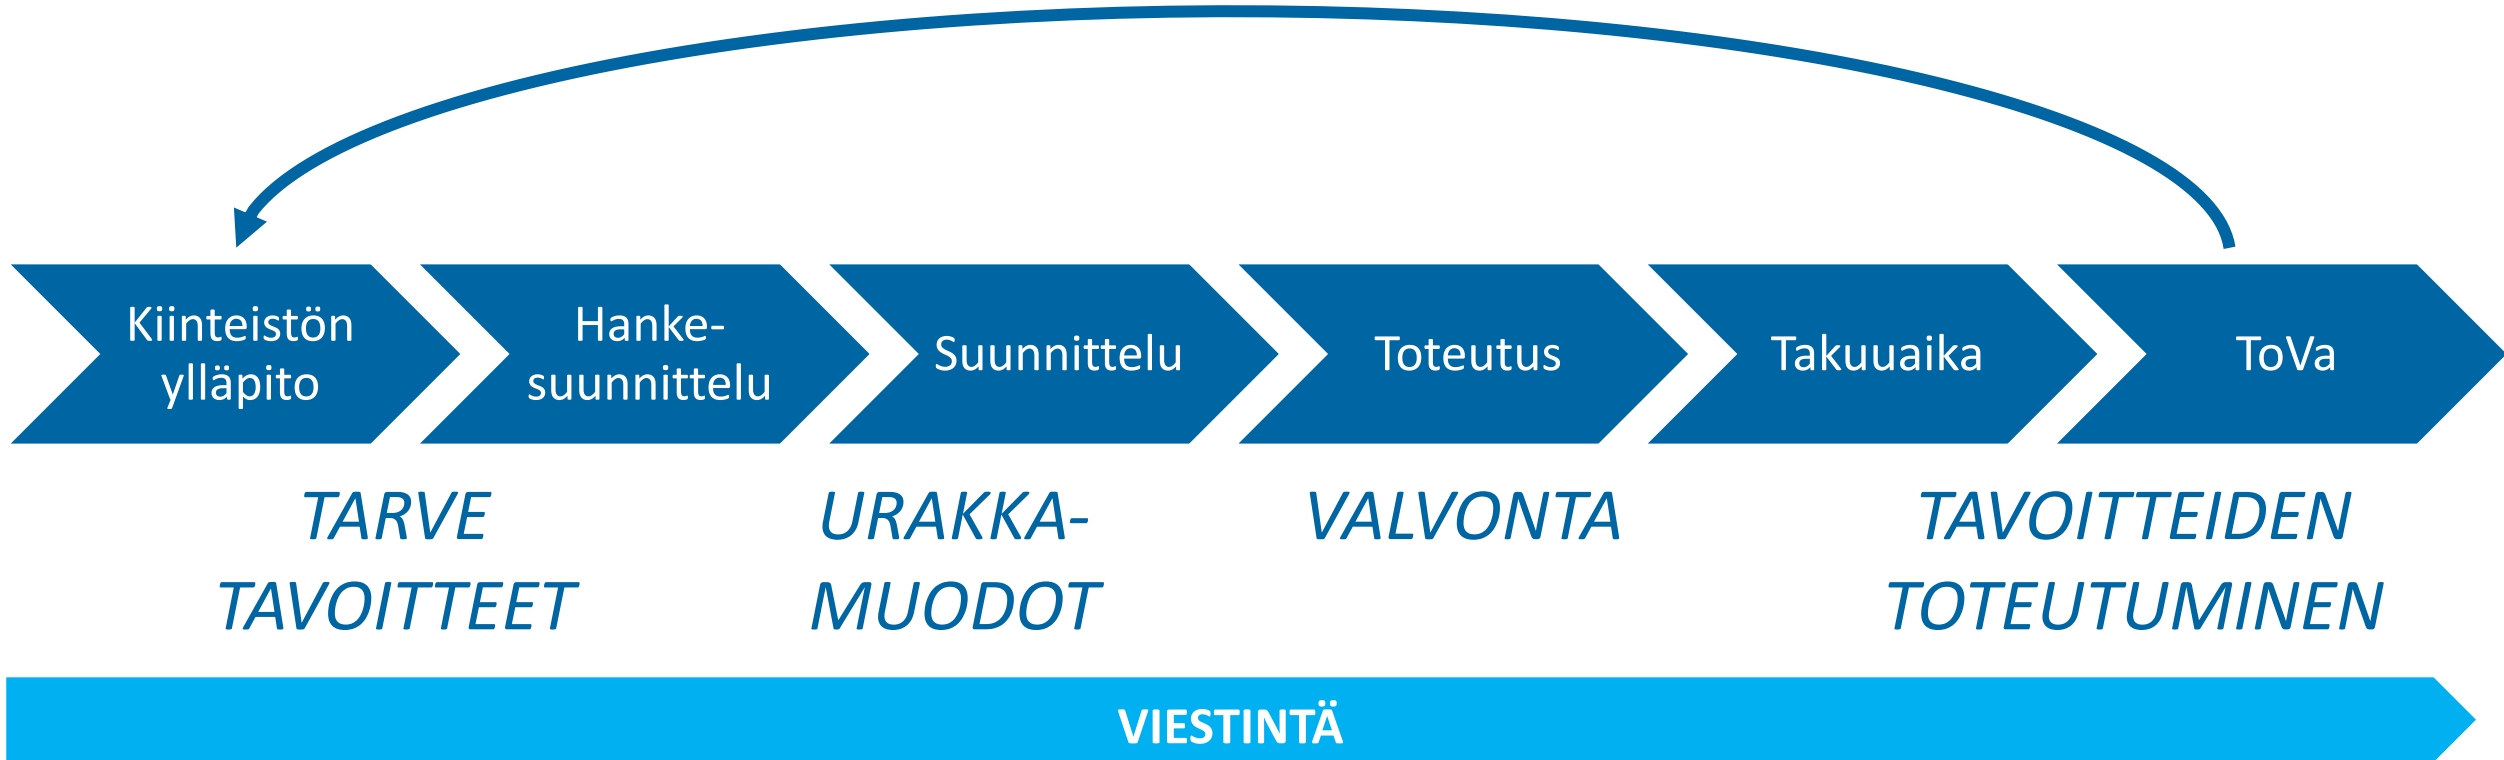 Kiinteistön
ylläpito
Hanke-
suunnittelu
Suunnittelu
Toteutus
Takuuaika
ToVa
TARVE
TAVOITTEET
URAKKA-
MUODOT
VALVONTA
TAVOITTEIDEN
TOTEUTUMINEN
VIESTINTÄ